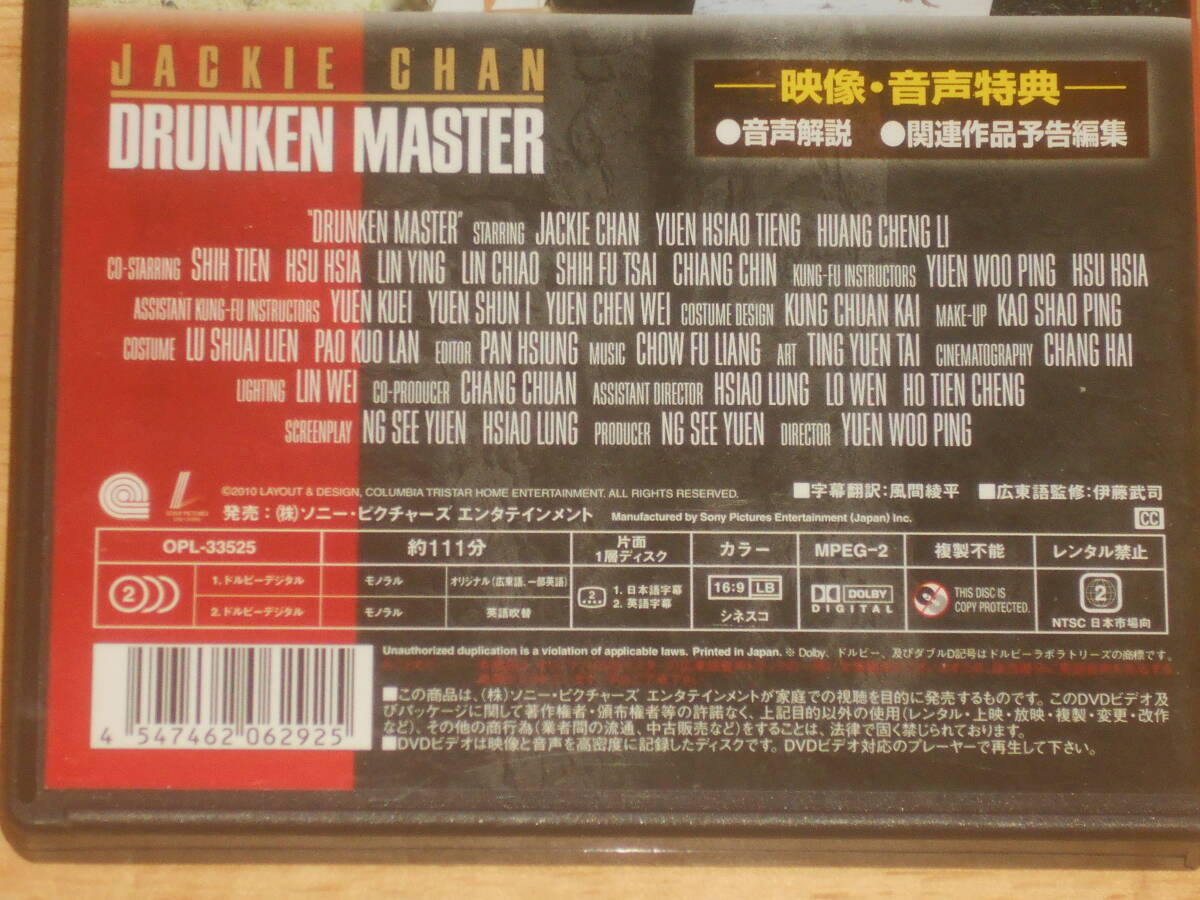 JACKIE CHAN
DRUNKEN MASTER
映像・音声特典
●音声解説 ●関連作品予告編集
"DRUNKEN MASTER" STARRING JACKIE CHAN YUEN HSIAO TIENG HUANG CHENG LI
CO-STARRING SHIH TIEN HSU HSIA LIN YING LIN CHIAO SHIH FU TSAI CHIANG CHIN KUNG-FU INSTRUCTORS YUEN WOO PING HSU HSIA
ASSISTANT KUNG-FU INSTRUCTORS YUEN KUEI YUEN SHUN I YUEN CHEN WEI COSTUME DESIGN KUNG CHUAN KAI MAKE-UP KAO SHAO PING
COSTUME LU SHUAI LIEN PAO KUO LAN EDITOR PAN HSIUNG MUSIC CHOW FU LIANG ART TING YUEN TAI CINEMATOGRAPHY CHANG HAI
LIGHTING LIN WEI CO-PRODUCER CHANG CHUAN ASSISTANT DIRECTOR HSIAO LUNG LO WEN HO TIEN CHENG
SCREENPLAY NG SEE YUEN HSIAO LUNG PRODUCER NG SEE YUEN DIRECTOR YUEN WOO PING
©2010 LAYOUT & DESIGN, COLUMBIA TRISTAR HOME ENTERTAINMENT. ALL RIGHTS RESERVED. ■字幕翻訳：風間綾平 ■広東語監修：伊藤武司
発売：（株）ソニー・ピクチャーズ エンタテインメント Manufactured by Sony Pictures Entertainment (Japan) Inc. CC
OPL-33525 約111分 片面 1層ディスク カラー MPEG-2 複製不能 レンタル禁止
2 1. ドルビーデジタル モノラル オリジナル（広東語、一部英語） 2 1. 日本語字幕 16:9 LB DOLBY THIS DISC IS 2
2. ドルビーデジタル モノラル 英語吹替 2. 英語字幕 シネスコ DIGITAL COPY PROTECTED. NTSC 日本市場向
Unauthorized duplication is a violation of applicable laws. Printed in Japan. ※ Dolby、ドルビー、及びダブルD記号はドルビーラボラトリーズの商標です。
■この商品は、（株）ソニー・ピクチャーズ エンタテインメントが家庭での視聴を目的に発売するものです。このDVDビデオ及
びパッケージに関して著作権者・頒布権者等の許諾なく、上記目的以外の使用（レンタル・上映・放映・複製・変更・改作
など）、その他の商行為（業者間の流通、中古販売など）をすることは、法律で固く禁じられております。
■DVDビデオは映像と音声を高密度に記録したディスクです。DVDビデオ対応のプレーヤーで再生して下さい。
4 547462 062925